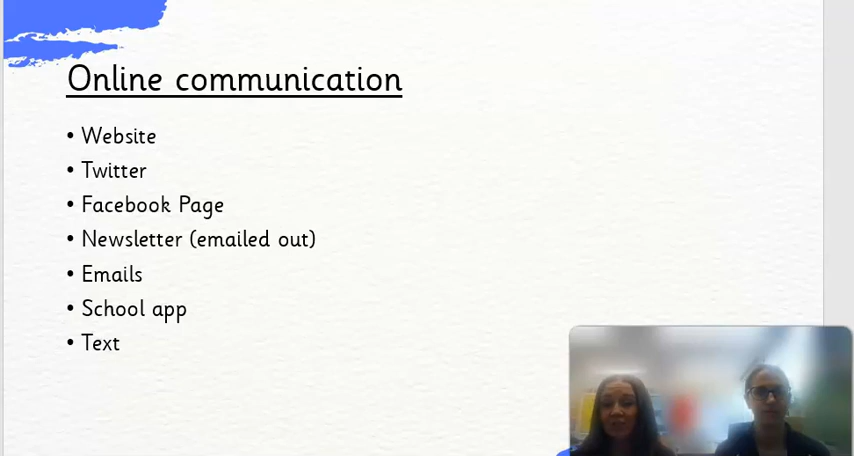 Online communication
• Website
• Twitter
• Facebook Page
• Newsletter (emailed out)
• Emails
• School app
• Text